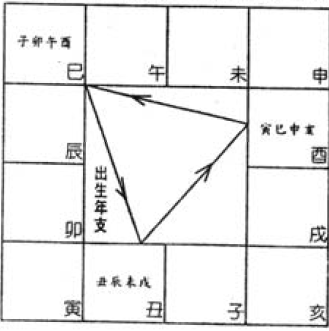 子卯午酉
巳
午
未
申
寅巳申亥
辰
酉
出生年支
卯
戌
丑辰未戌
寅
丑
子
亥